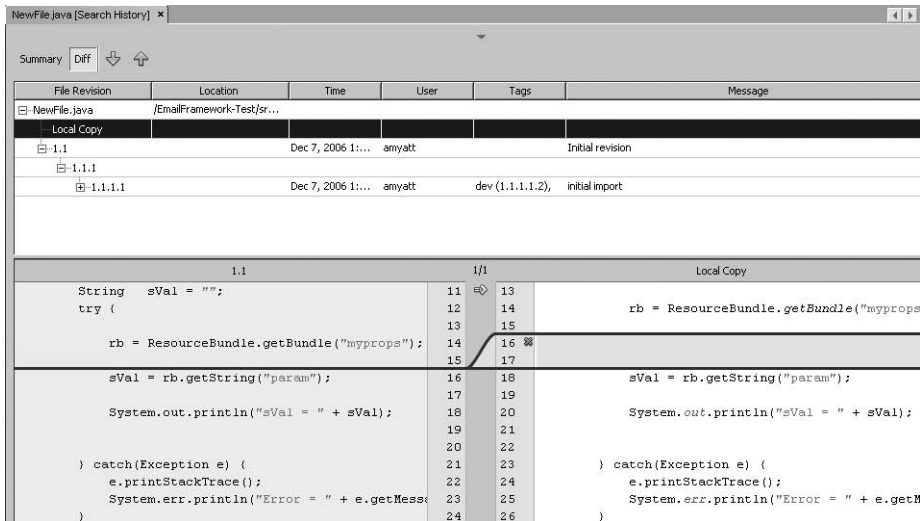 NewFile.java [Search History] ×
Summary Diff
File Revision Location Time User Tags Message
NewFile.java /EmailFramework-Test/sr...
Local Copy
1.1 Dec 7, 2006 1:... amyatt Initial revision
1.1.1
1.1.1.1 Dec 7, 2006 1:... amyatt dev (1.1.1.1.2), initial import
1.1 1/1 Local Copy
String sVal = ""; 11 13
try { 12 14 rb = ResourceBundle.getBundle("myprops
13 15
rb = ResourceBundle.getBundle("myprops"); 14 16
15 17
sVal = rb.getString("param"); 16 18 sVal = rb.getString("param");
17 19
System.out.println("sVal = " + sVal); 18 20 System.out.println("sVal = " + sVal);
19 21
20 22
} catch(Exception e) { 21 23 } catch(Exception e) {
e.printStackTrace(); 22 24 e.printStackTrace();
System.err.println("Error = " + e.getMess 23 25 System.err.println("Error = " + e.getM
} 24 26 }